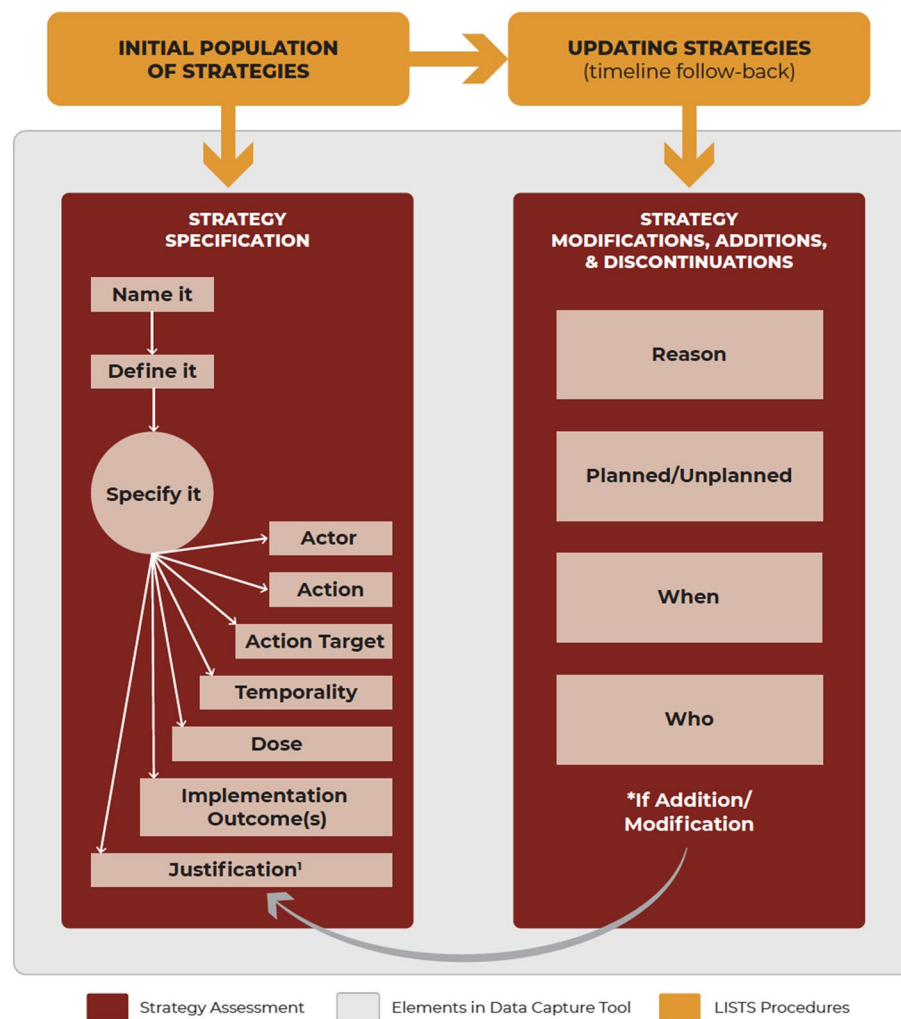 INITIAL POPULATION
OF STRATEGIES
UPDATING STRATEGIES
(timeline follow-back)
STRATEGY
SPECIFICATION
Name it
Define it
Specify it
Actor
Action
Action Target
Temporality
Dose
Implementation
Outcome(s)
Justification¹
STRATEGY
MODIFICATIONS, ADDITIONS,
& DISCONTINUATIONS
Reason
Planned/Unplanned
When
Who
*If Addition/
Modification
Strategy Assessment
Elements in Data Capture Tool
LISTS Procedures